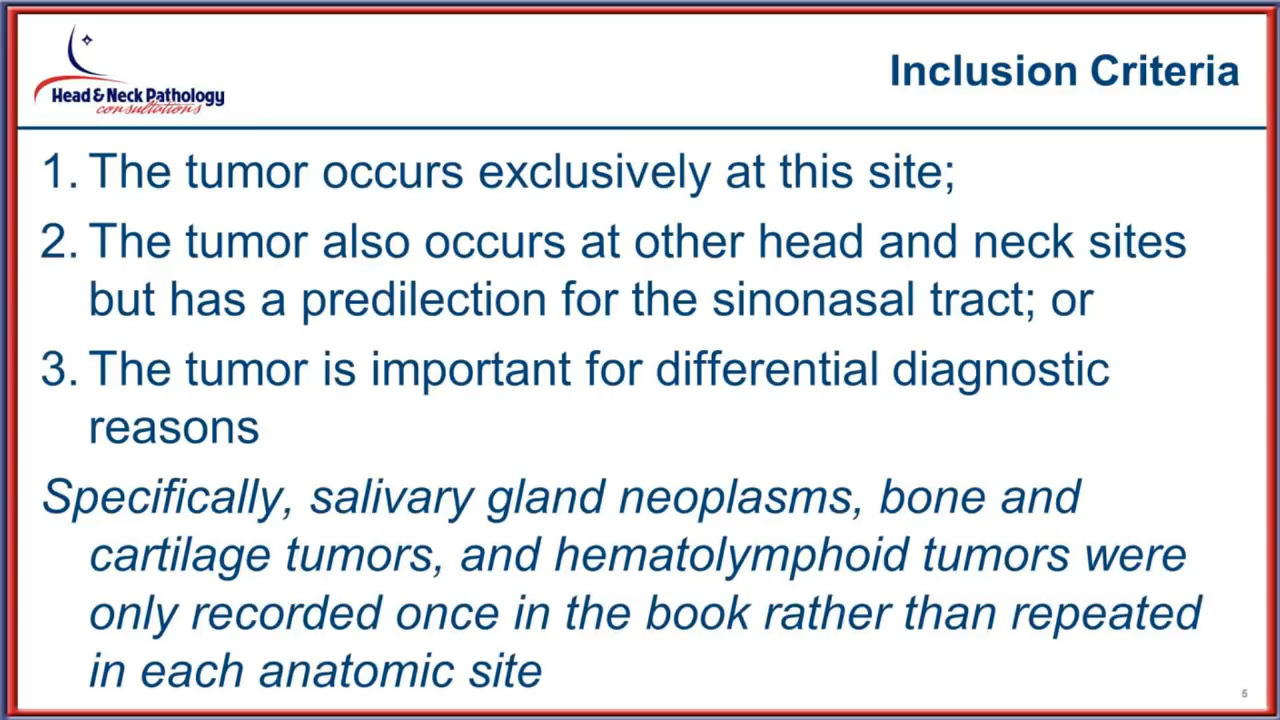 Head & Neck Pathology
consultations
Inclusion Criteria
1. The tumor occurs exclusively at this site;
2. The tumor also occurs at other head and neck sites
but has a predilection for the sinonasal tract; or
3. The tumor is important for differential diagnostic
reasons
Specifically, salivary gland neoplasms, bone and
cartilage tumors, and hematolymphoid tumors were
only recorded once in the book rather than repeated
in each anatomic site
5